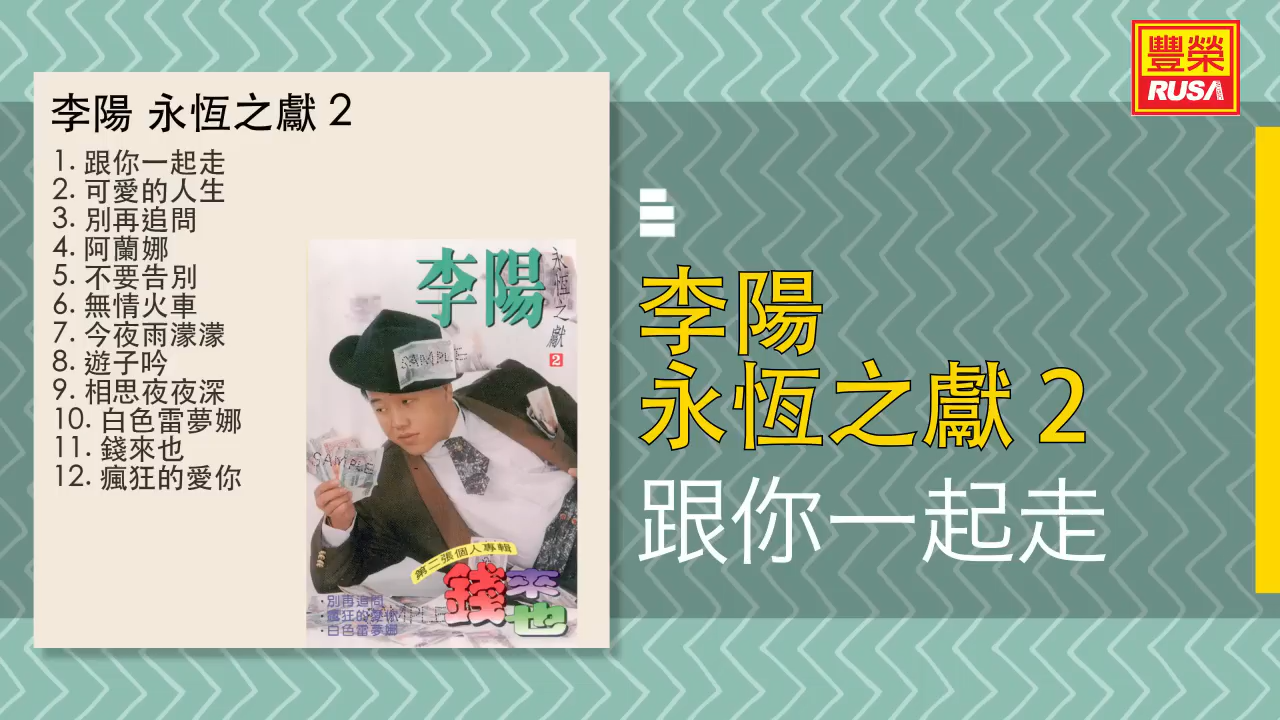 豐榮
RUSA
李陽 永恆之獻 2
1. 跟你一起走
2. 可愛的人生
3. 別再追問
4. 阿蘭娜
5. 不要告別
6. 無情火車
7. 今夜雨濛濛
8. 遊子吟
9. 相思夜夜深
10. 白色雷夢娜
11. 錢來也
12. 瘋狂的愛你
李陽
永恆之獻
2
SAMPLE
SAMPLE
第二張個人專輯
錢來也
·別再追問
·瘋狂的愛你
·白色雷夢娜
李陽
永恆之獻 2
跟你一起走